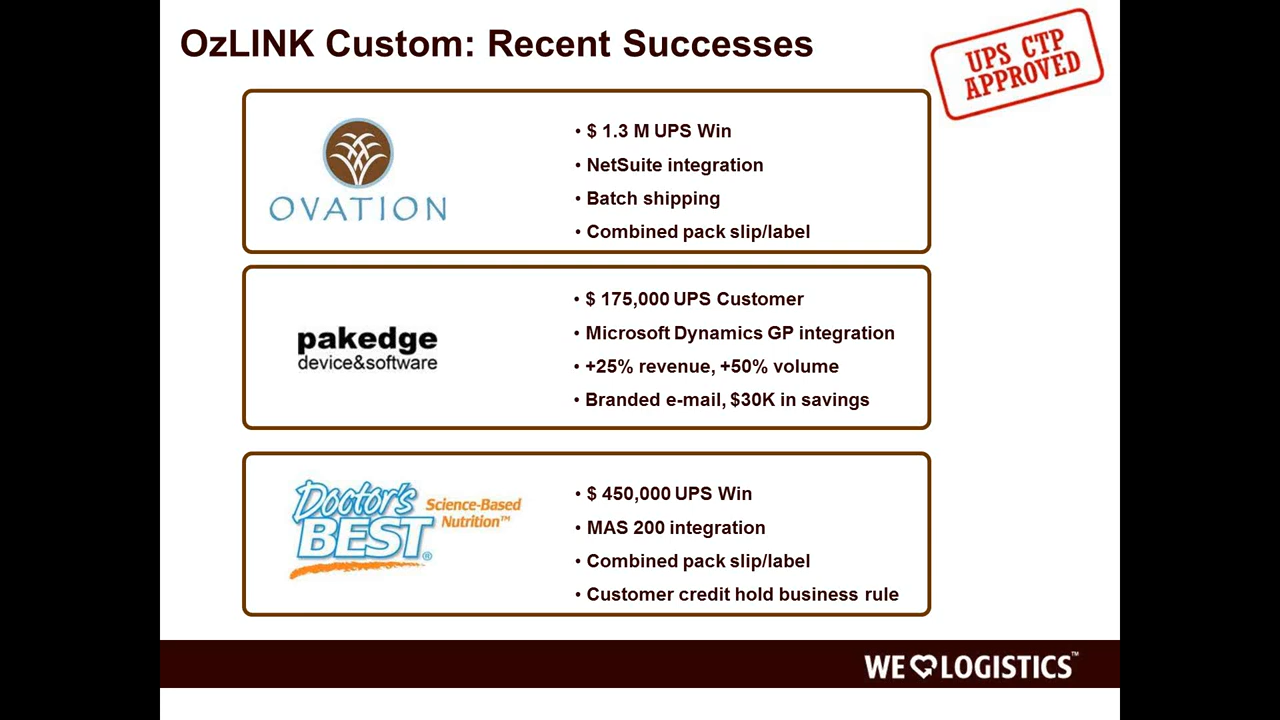 OzLINK Custom: Recent Successes
UPS CTP
APPROVED
OVATION
• $ 1.3 M UPS Win
• NetSuite integration
• Batch shipping
• Combined pack slip/label
pakedge
device&software
• $ 175,000 UPS Customer
• Microsoft Dynamics GP integration
• +25% revenue, +50% volume
• Branded e-mail, $30K in savings
Doctor's
BEST®
Science-Based
Nutrition™
• $ 450,000 UPS Win
• MAS 200 integration
• Combined pack slip/label
• Customer credit hold business rule
WE LOGISTICS™